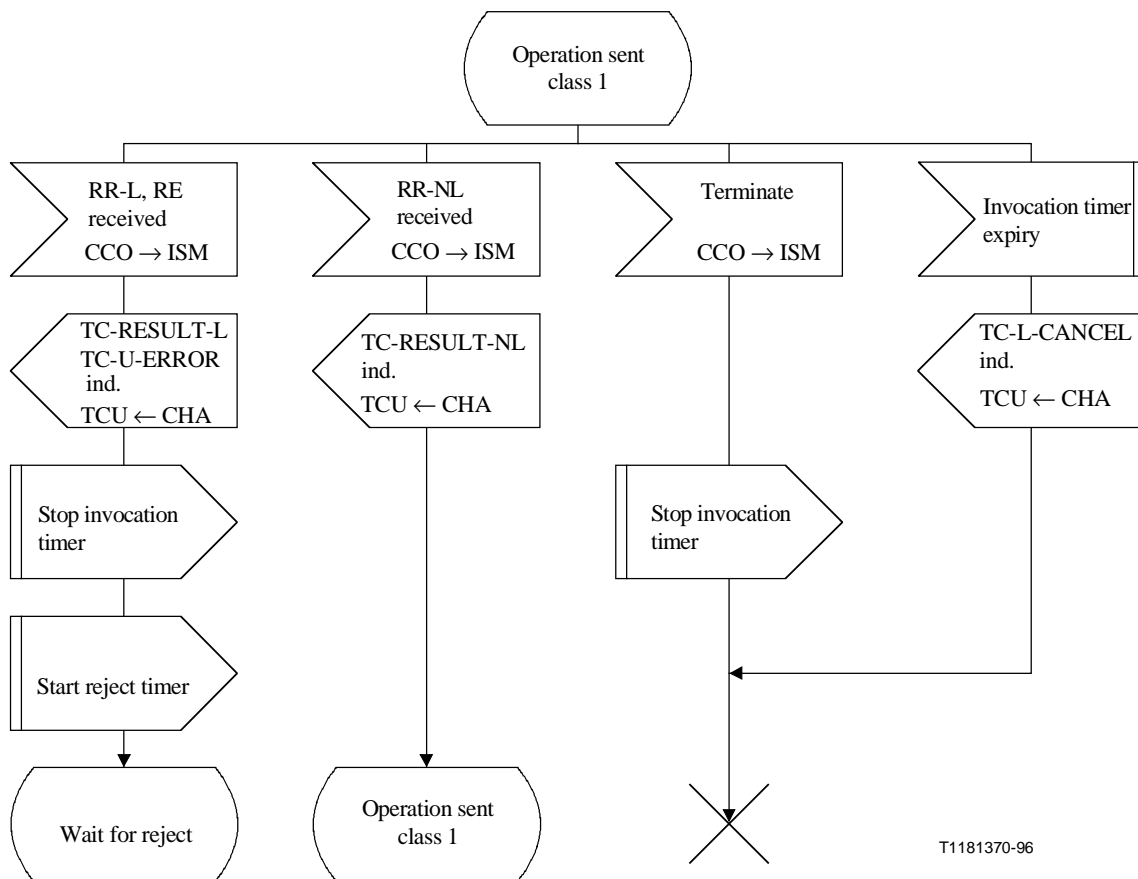 Operation sent
class 1
RR-L, RE
received
CCO → ISM
RR-NL
received
CCO → ISM
Terminate
CCO → ISM
Invocation timer
expiry
TC-RESULT-L
TC-U-ERROR
ind.
TCU ← CHA
TC-RESULT-NL
ind.
TCU ← CHA
TC-L-CANCEL
ind.
TCU ← CHA
Stop invocation
timer
Stop invocation
timer
Start reject timer
Wait for reject
Operation sent
class 1
T1181370-96